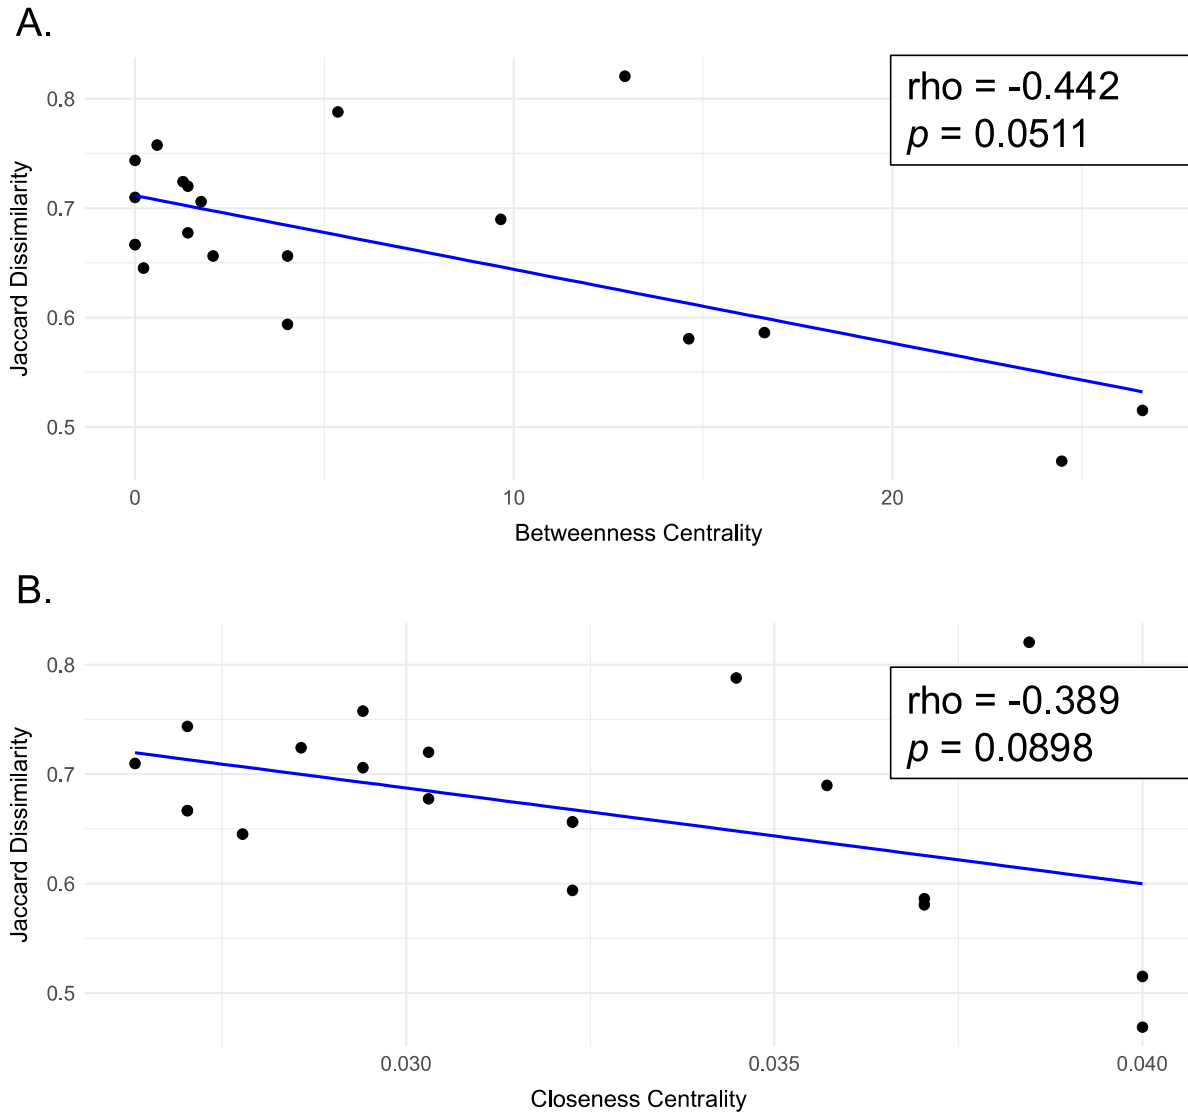 A.
rho = -0.442
p = 0.0511
0.8
0.7
0.6
0.5
Jaccard Dissimilarity
0
10
20
Betweenness Centrality
B.
rho = -0.389
p = 0.0898
0.8
0.7
0.6
0.5
Jaccard Dissimilarity
0.030
0.035
0.040
Closeness Centrality